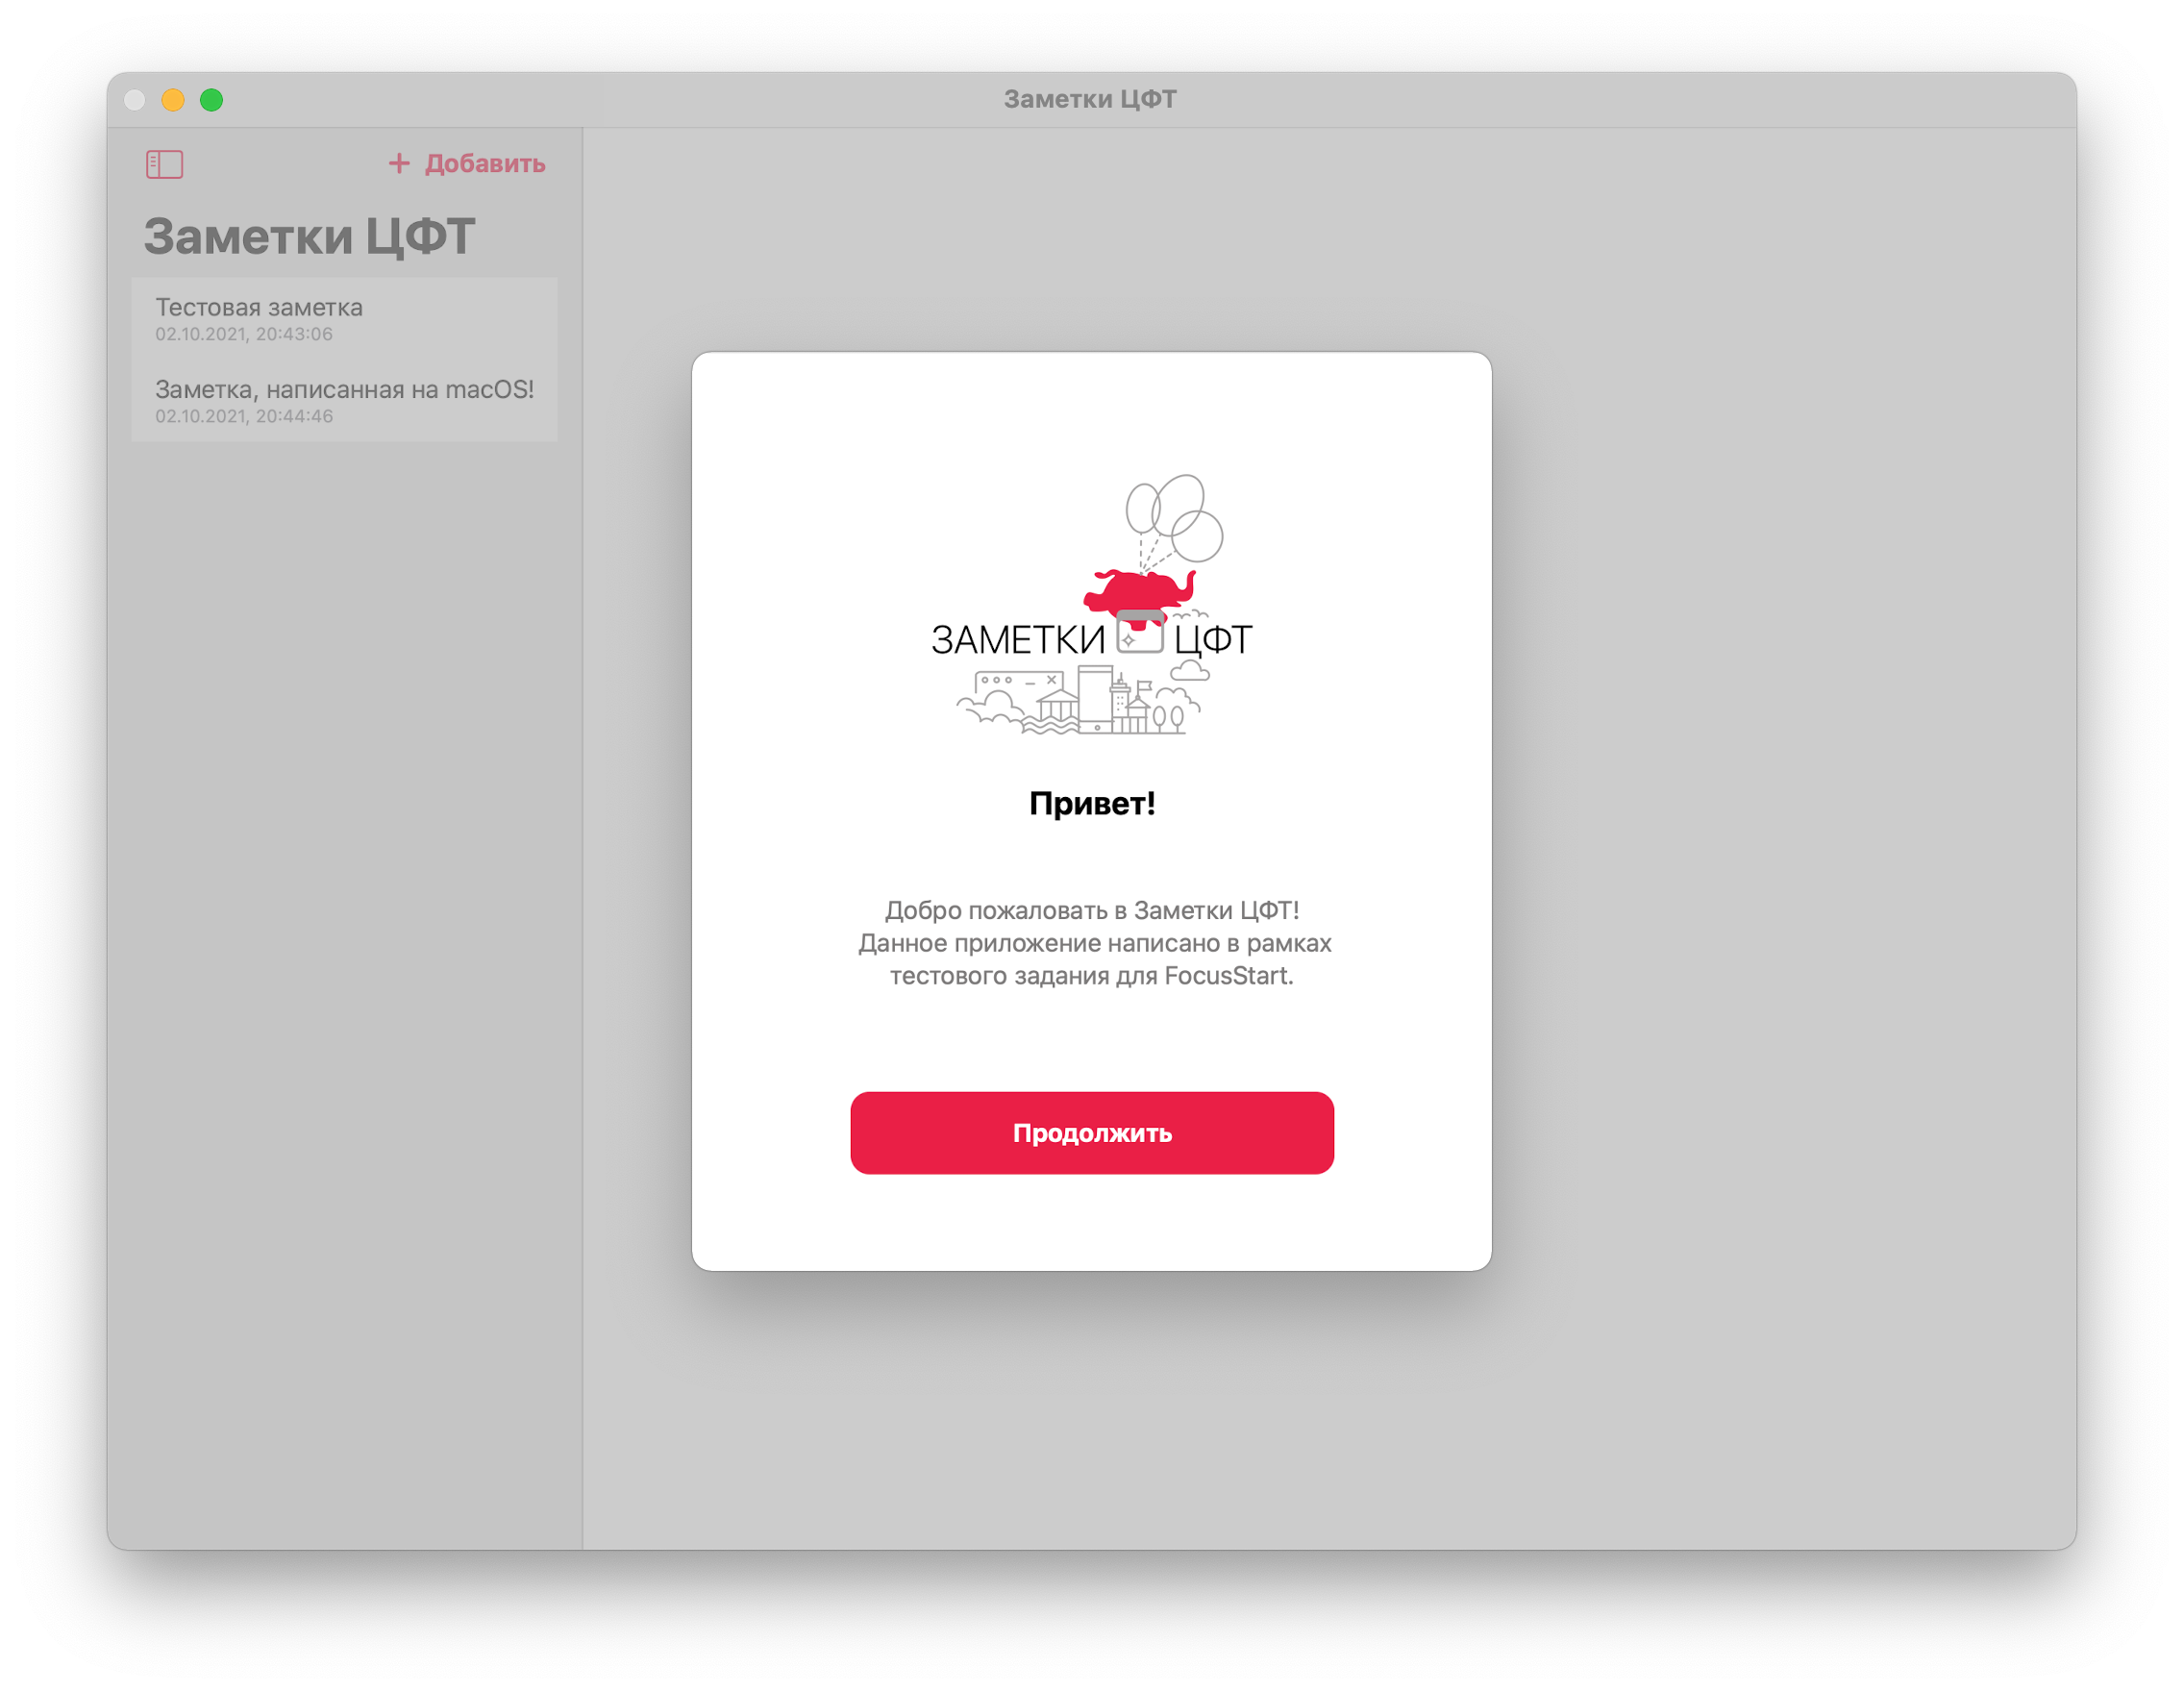 Заметки ЦФТ
+ Добавить
Заметки ЦФТ
Тестовая заметка
02.10.2021, 20:43:06
Заметка, написанная на macOS!
02.10.2021, 20:44:46
ЗАМЕТКИ ЦФТ
Привет!
Добро пожаловать в Заметки ЦФТ!
Данное приложение написано в рамках
тестового задания для FocusStart.
Продолжить